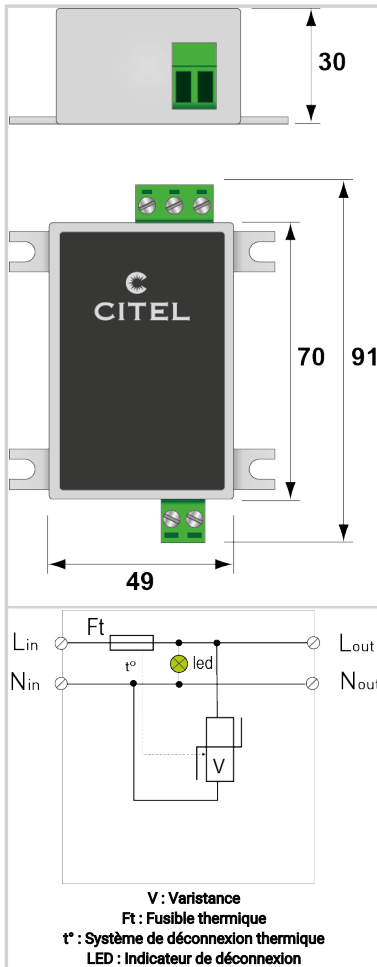 30
CITEL
70
91
49
Lin
Ft
Lout
led
t°
Nin
Nout
V
V : Varistance
Ft : Fusible thermique
t° : Système de déconnexion thermique
LED : Indicateur de déconnexion